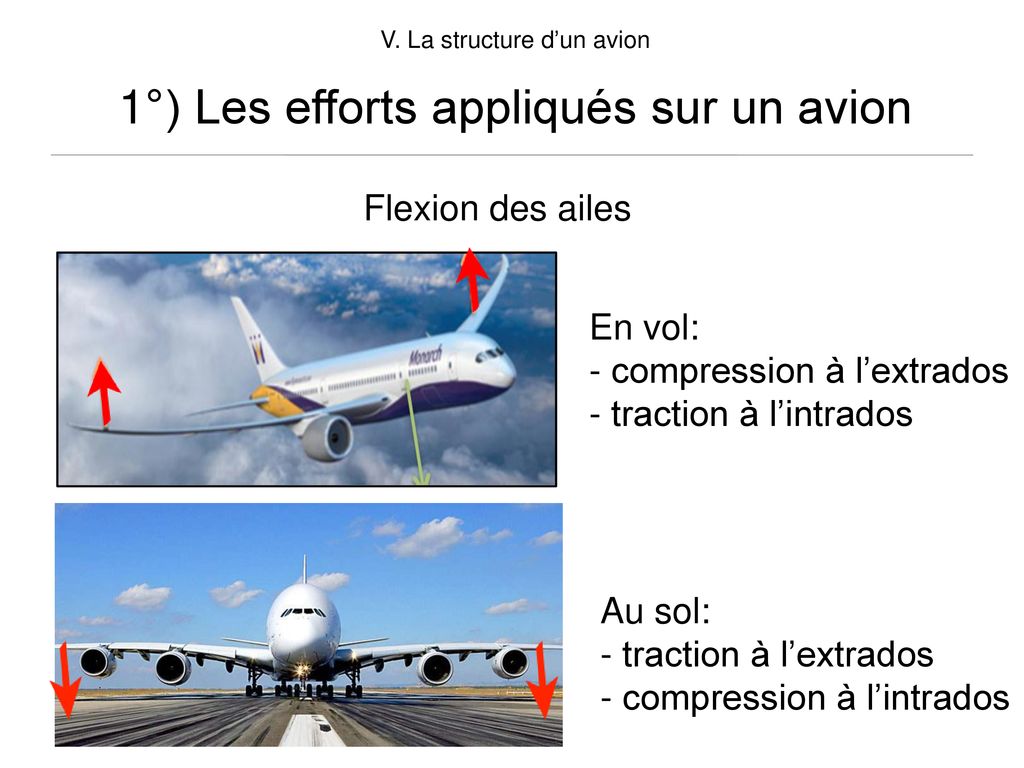 V. La structure d’un avion
1°) Les efforts appliqués sur un avion
Flexion des ailes
Monarch
En vol:
- compression à l’extrados
- traction à l’intrados
Au sol:
- traction à l’extrados
- compression à l’intrados